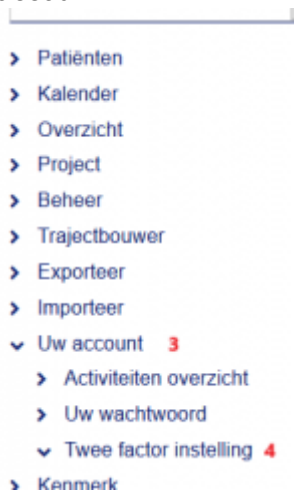 Patiënten
Kalender
Overzicht
Project
Beheer
Trajectbouwer
Exporteer
Importeer
Uw account 3
Activiteiten overzicht
Uw wachtwoord
Twee factor instelling 4
Kenmerk